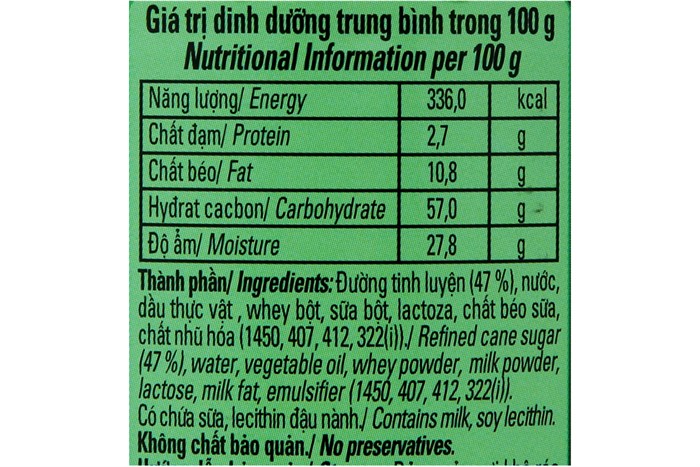 Giá trị dinh dưỡng trung bình trong 100 g
Nutritional Information per 100 g
Năng lượng/ Energy 336,0 kcal
Chất đạm/ Protein 2,7 g
Chất béo/ Fat 10,8 g
Hyđrat cacbon/ Carbohydrate 57,0 g
Độ ẩm/ Moisture 27,8 g
Thành phần/ Ingredients: Đường tinh luyện (47 %), nước,
dầu thực vật , whey bột, sữa bột, lactoza, chất béo sữa,
chất nhũ hóa (1450, 407, 412, 322(i))./ Refined cane sugar
(47 %), water, vegetable oil, whey powder, milk powder,
lactose, milk fat, emulsifier (1450, 407, 412, 322(i)).
Có chứa sữa, lecithin đậu nành./ Contains milk, soy lecithin.
Không chất bảo quản./ No preservatives.